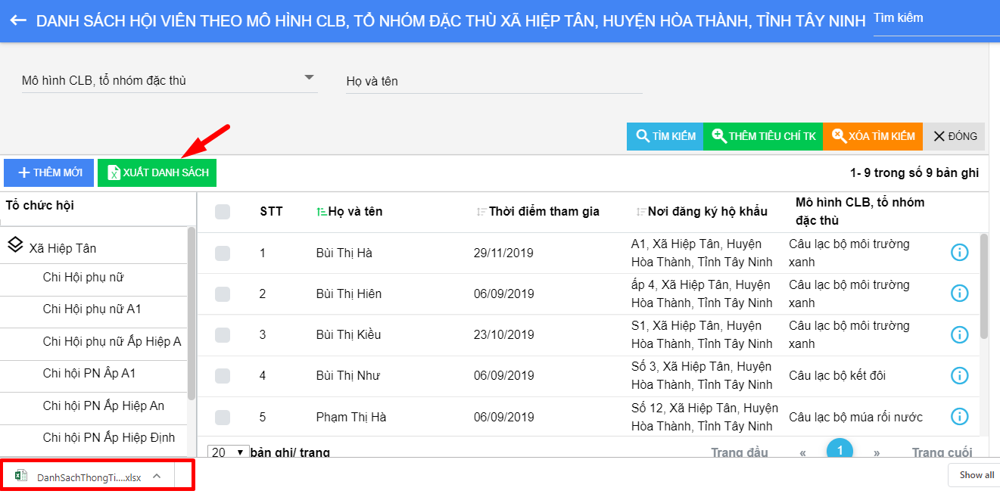 DANH SÁCH HỘI VIÊN THEO MÔ HÌNH CLB, TỔ NHÓM ĐẶC THÙ XÃ HIỆP TÂN, HUYỆN HÒA THÀNH, TỈNH TÂY NINH
Tìm kiếm
Mô hình CLB, tổ nhóm đặc thù
Họ và tên
TÌM KIẾM
THÊM TIÊU CHÍ TK
XÓA TÌM KIẾM
ĐÓNG
THÊM MỚI
XUẤT DANH SÁCH
1- 9 trong số 9 bản ghi
Tổ chức hội
Xã Hiệp Tân
Chi Hội phụ nữ
Chi Hội phụ nữ A1
Chi Hội phụ nữ Ấp Hiệp A
Chi hội PN Ấp A1
Chi hội PN Ấp Hiệp An
Chi hội PN Ấp Hiệp Định
STT
Họ và tên
Thời điểm tham gia
Nơi đăng ký hộ khẩu
Mô hình CLB, tổ nhóm
đặc thù
1
Bùi Thị Hà
29/11/2019
A1, Xã Hiệp Tân, Huyện
Hòa Thành, Tỉnh Tây Ninh
Câu lạc bộ môi trường
xanh
2
Bùi Thị Hiên
06/09/2019
ấp 4, Xã Hiệp Tân, Huyện
Hòa Thành, Tỉnh Tây Ninh
Câu lạc bộ môi trường
xanh
3
Bùi Thị Kiều
23/10/2019
S1, Xã Hiệp Tân, Huyện
Hòa Thành, Tỉnh Tây Ninh
Câu lạc bộ môi trường
xanh
4
Bùi Thị Như
06/09/2019
Số 3, Xã Hiệp Tân, Huyện
Hòa Thành, Tỉnh Tây Ninh
Câu lạc bộ kết đôi
5
Phạm Thị Hà
06/09/2019
Số 12, Xã Hiệp Tân, Huyện
Hòa Thành, Tỉnh Tây Ninh
Câu lạc bộ múa rối nước
20
bản ghi/ trang
Trang đầu
«
1
»
Trang cuối
DanhSachThongTi....xlsx
Show all